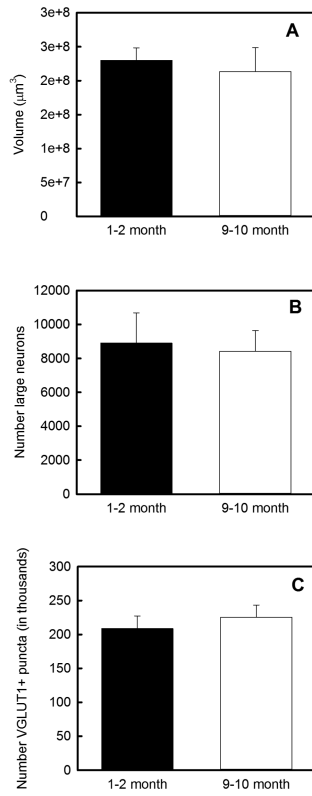 A
Volume (μm3)
3e+8
2e+8
2e+8
1e+8
5e+7
0
1-2 month
9-10 month
B
Number large neurons
12000
10000
8000
6000
4000
2000
0
1-2 month
9-10 month
C
Number VGLUT1+ puncta (in thousands)
300
250
200
150
100
50
0
1-2 month
9-10 month